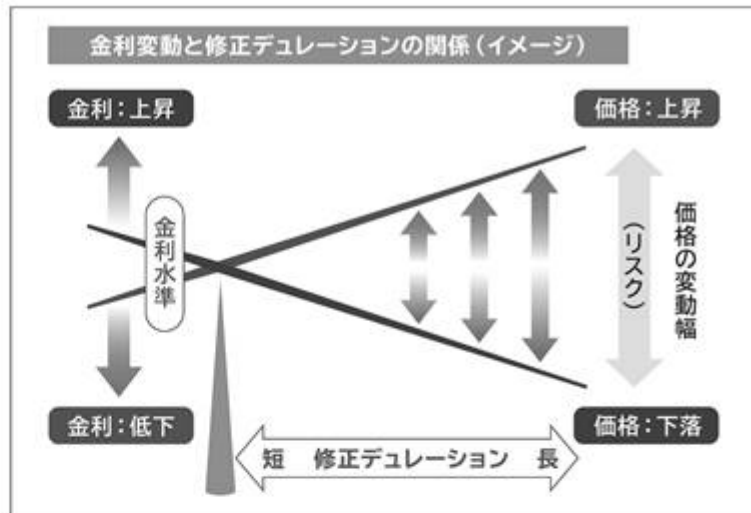 金利変動と修正デュレーションの関係(イメージ)
金利:上昇
価格:上昇
金利水準
(リスク)
価格の変動幅
金利:低下
価格:下落
短 修正デュレーション 長